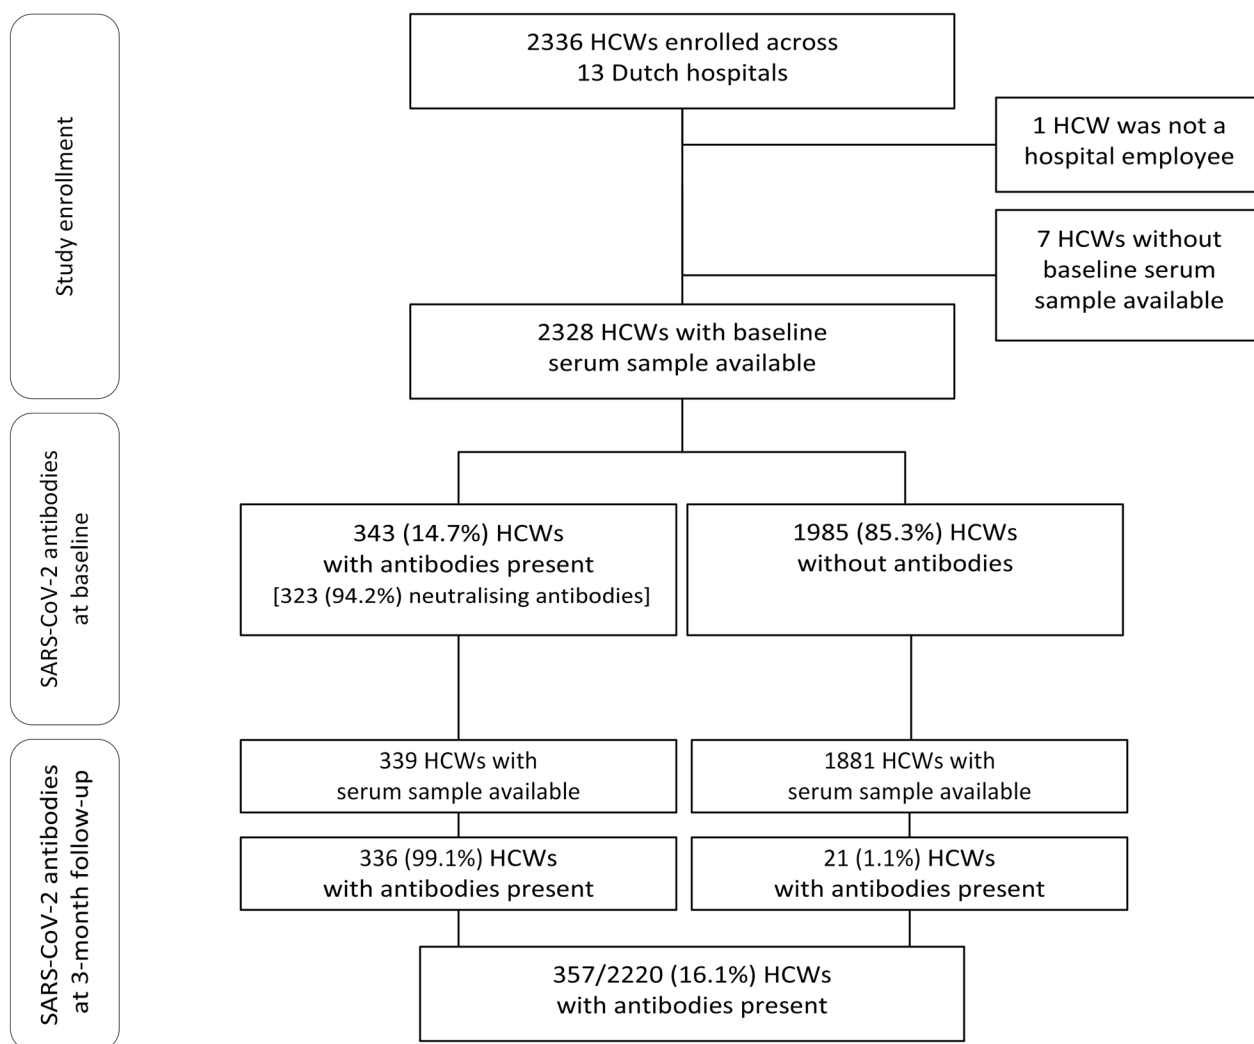 Study enrollment
2336 HCWs enrolled across
13 Dutch hospitals
1 HCW was not a
hospital employee
7 HCWs without
baseline serum
sample available
2328 HCWs with baseline
serum sample available
SARS-CoV-2 antibodies
at baseline
343 (14.7%) HCWs
with antibodies present
[323 (94.2%) neutralising antibodies]
1985 (85.3%) HCWs
without antibodies
SARS-CoV-2 antibodies
at 3-month follow-up
339 HCWs with
serum sample available
1881 HCWs with
serum sample available
336 (99.1%) HCWs
with antibodies present
21 (1.1%) HCWs
with antibodies present
357/2220 (16.1%) HCWs
with antibodies present